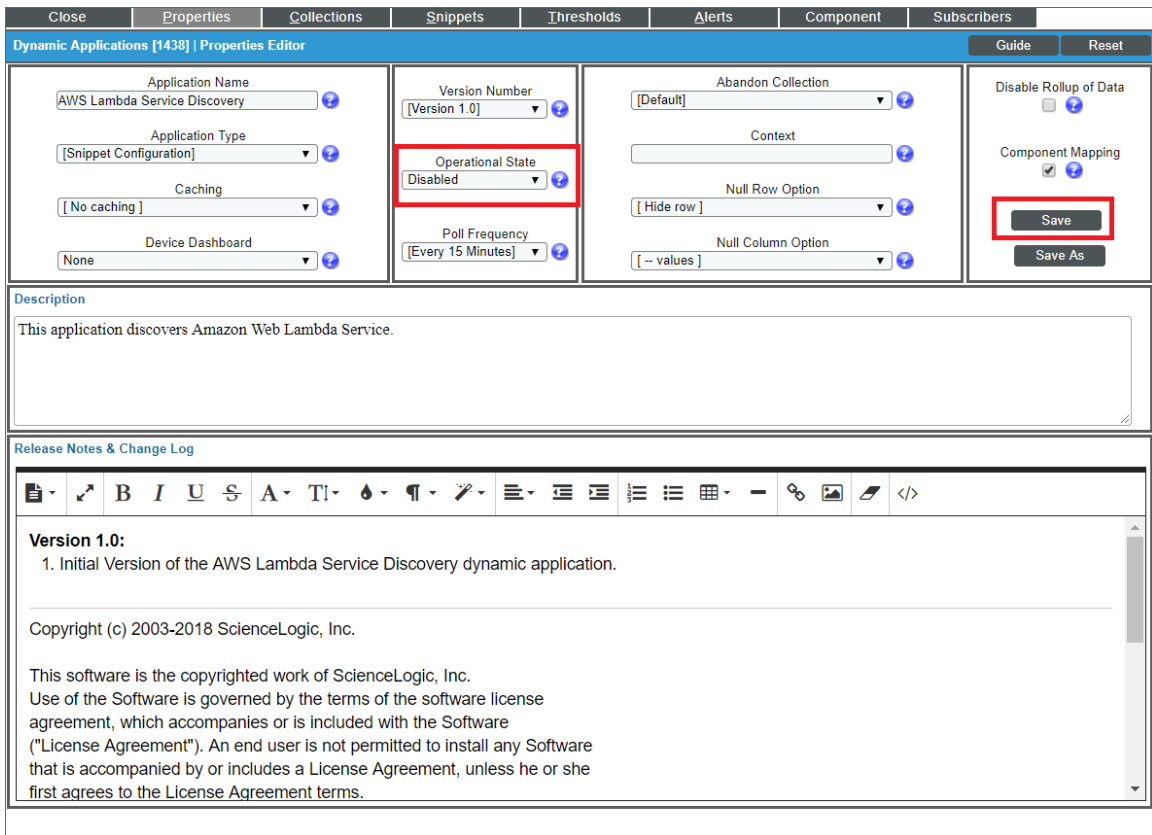 Close Properties Collections Snippets Thresholds Alerts Component Subscribers
Dynamic Applications [1438] | Properties Editor Guide Reset
Application Name
AWS Lambda Service Discovery
Application Type
[Snippet Configuration]
Caching
[ No caching ]
Device Dashboard
None
Version Number
[Version 1.0]
Operational State
Disabled
Poll Frequency
[Every 15 Minutes]
Abandon Collection
[Default]
Context
Null Row Option
[ Hide row ]
Null Column Option
[ -- values ]
Disable Rollup of Data
Component Mapping
Save
Save As
Description
This application discovers Amazon Web Lambda Service.
Release Notes & Change Log
Version 1.0:
1. Initial Version of the AWS Lambda Service Discovery dynamic application.
Copyright (c) 2003-2018 ScienceLogic, Inc.
This software is the copyrighted work of ScienceLogic, Inc.
Use of the Software is governed by the terms of the software license
agreement, which accompanies or is included with the Software
("License Agreement"). An end user is not permitted to install any Software
that is accompanied by or includes a License Agreement, unless he or she
first agrees to the License Agreement terms.